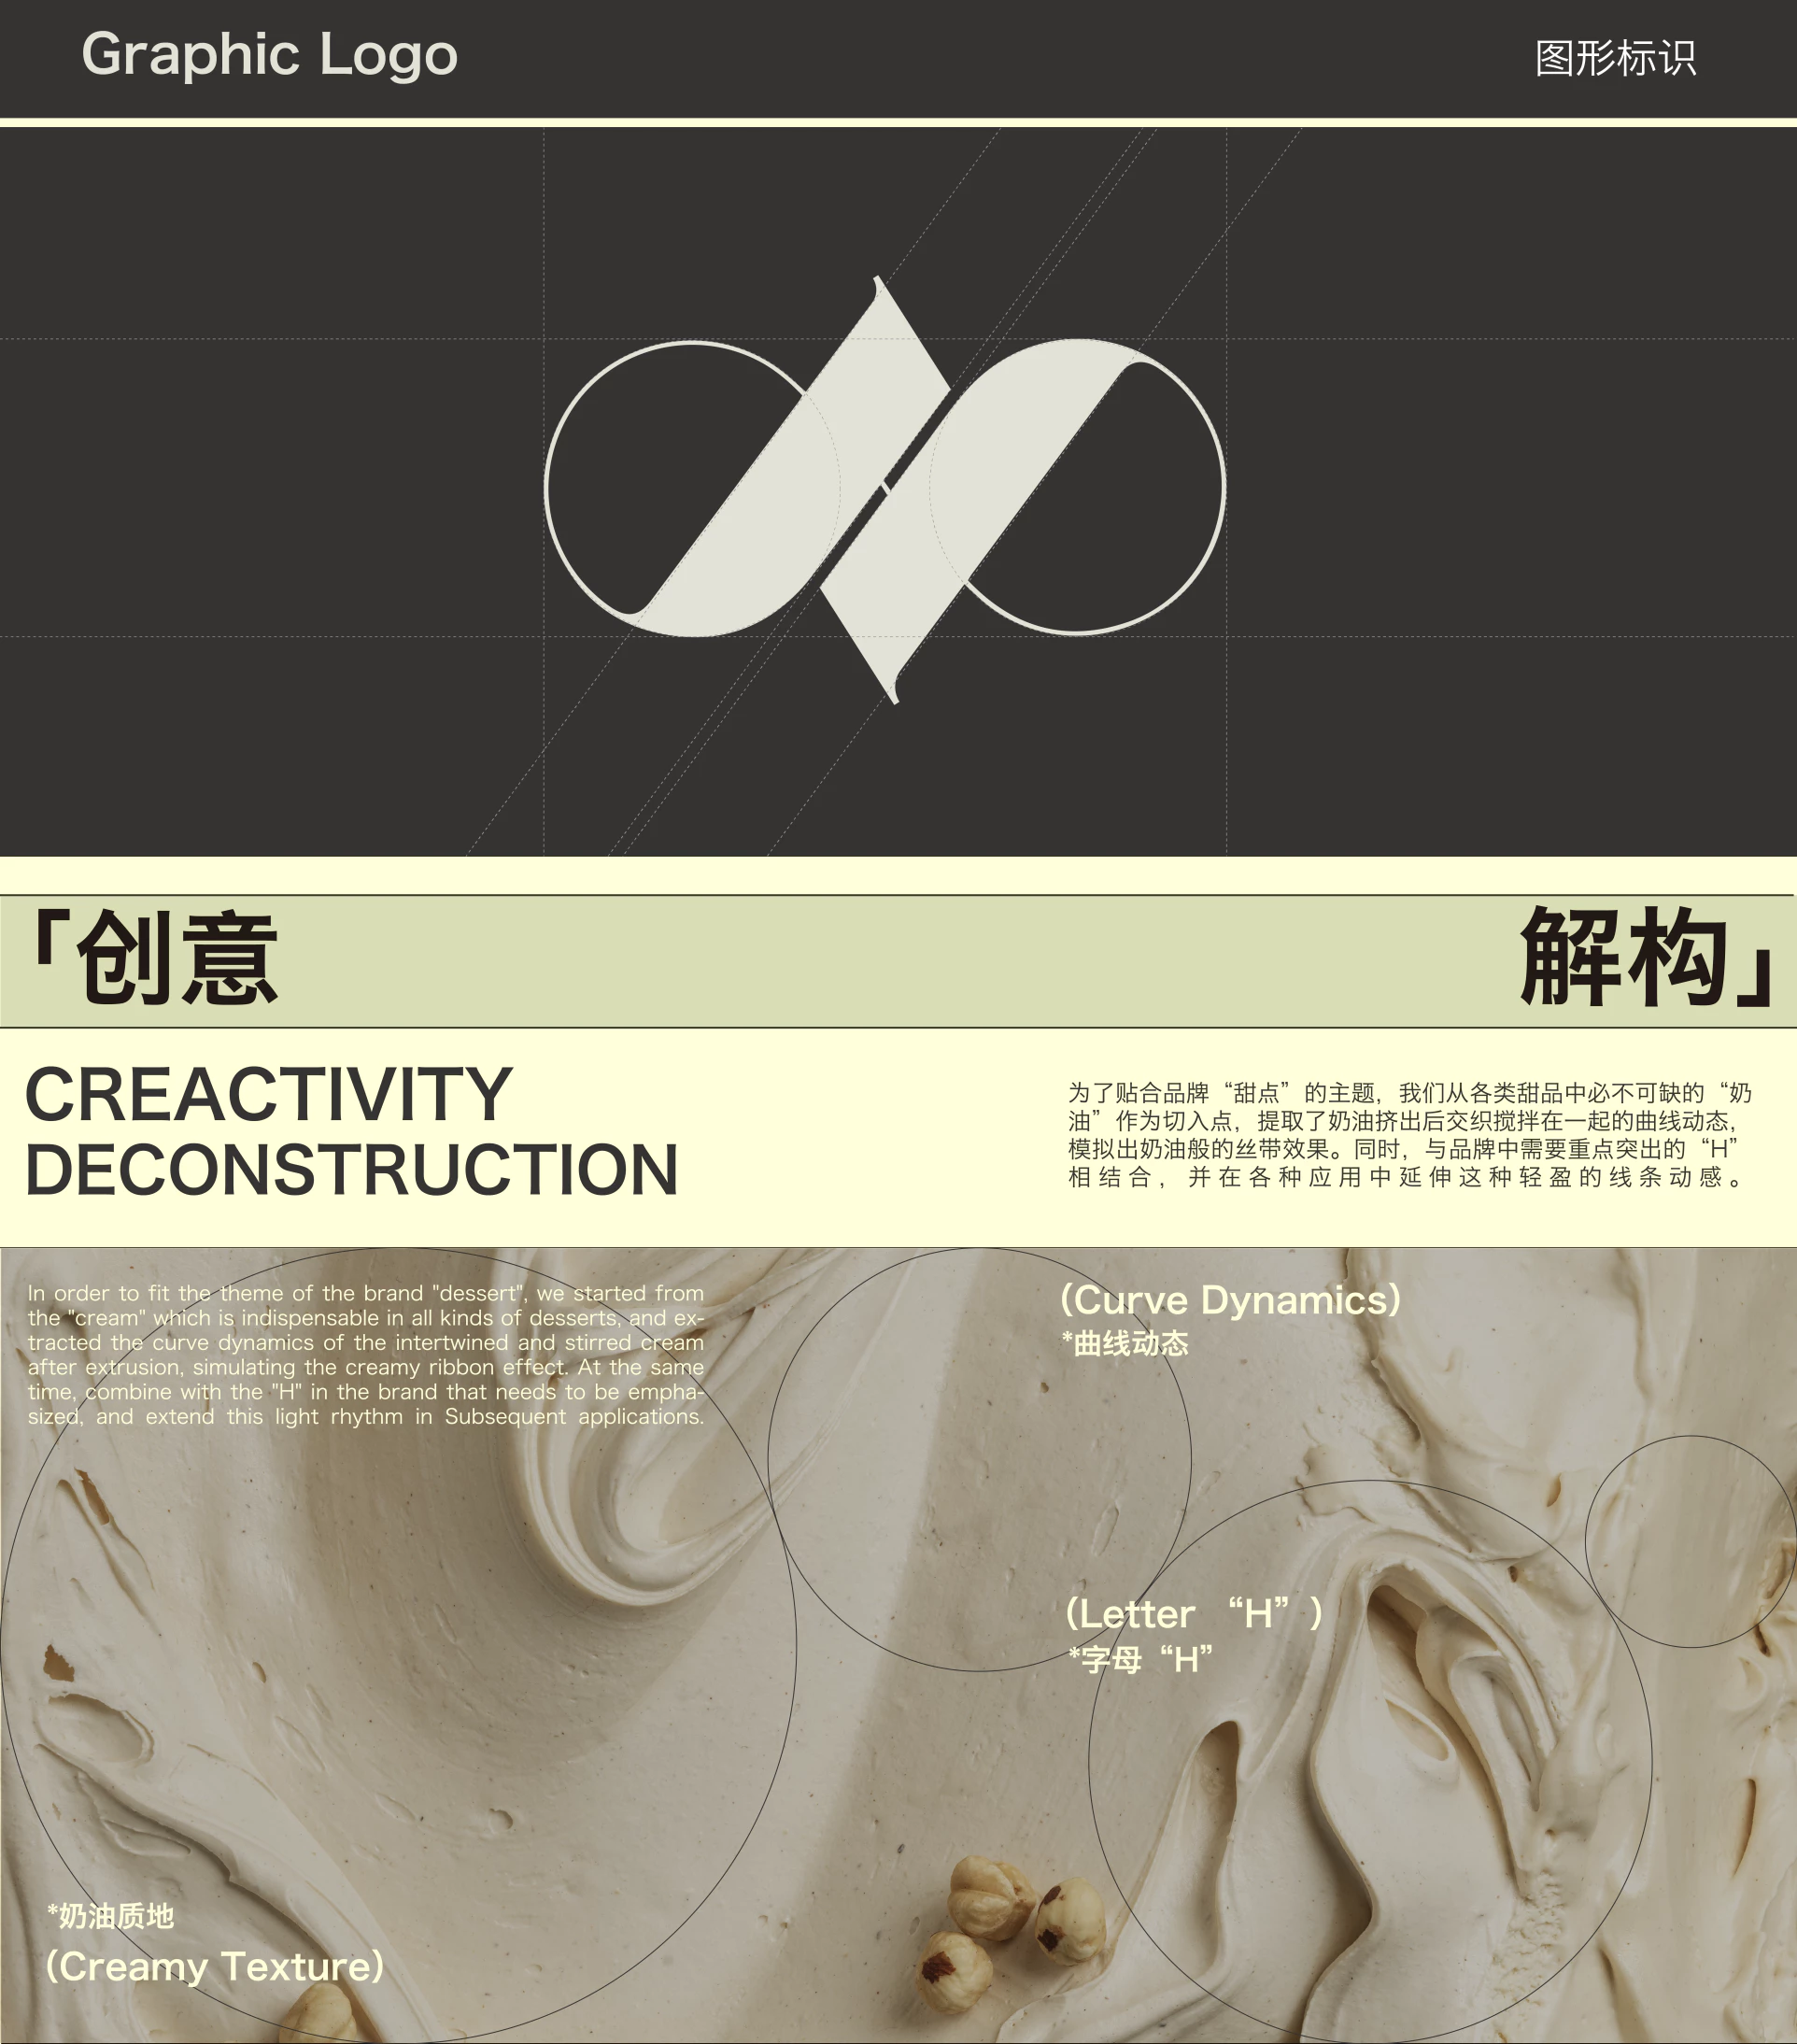 Graphic Logo
图形标识
「创意
解构」
CREACTIVITY
DECONSTRUCTION
为了贴合品牌“甜点”的主题，我们从各类甜品中必不可缺的“奶
油”作为切入点，提取了奶油挤出后交织搅拌在一起的曲线动态，
模拟出奶油般的丝带效果。同时，与品牌中需要重点突出的“H”
相结合，并在各种应用中延伸这种轻盈的线条动感。
In order to fit the theme of the brand "dessert", we started from
the "cream" which is indispensable in all kinds of desserts, and ex-
tracted the curve dynamics of the intertwined and stirred cream
after extrusion, simulating the creamy ribbon effect. At the same
time, combine with the "H" in the brand that needs to be empha-
sized, and extend this light rhythm in Subsequent applications.
(Curve Dynamics)
*曲线动态
(Letter “H”)
*字母“H”
*奶油质地
(Creamy Texture)